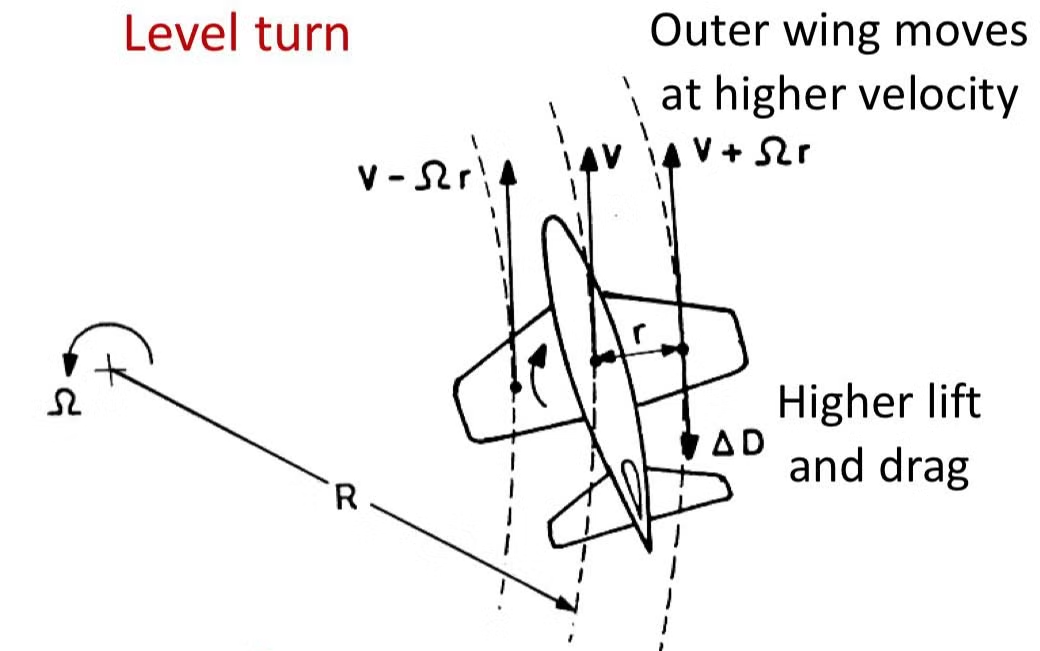 Level turn
Outer wing moves
at higher velocity
V - Ωr
V
V + Ωr
r
Ω
ΔD
Higher lift
and drag
R